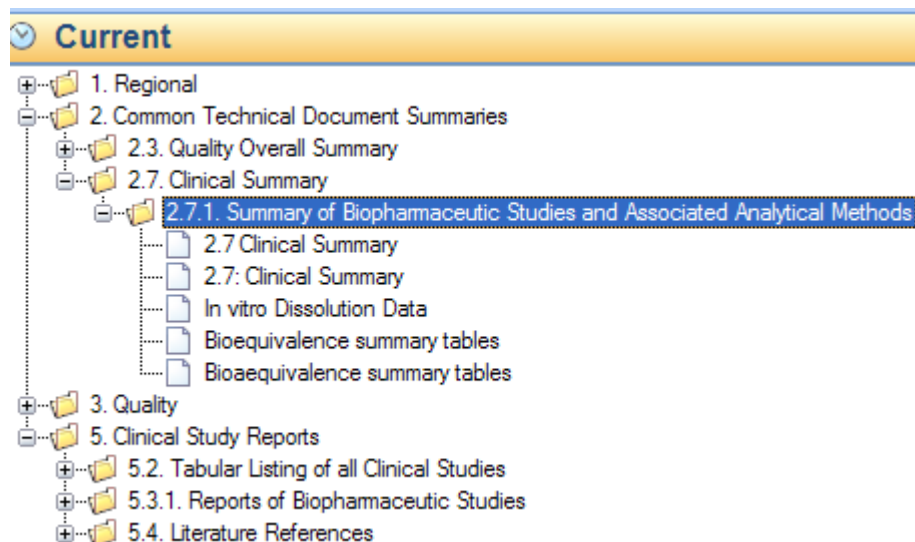 Current
1. Regional
2. Common Technical Document Summaries
2.3. Quality Overall Summary
2.7. Clinical Summary
2.7.1. Summary of Biopharmaceutic Studies and Associated Analytical Methods
2.7 Clinical Summary
2.7: Clinical Summary
In vitro Dissolution Data
Bioequivalence summary tables
Bioaequivalence summary tables
3. Quality
5. Clinical Study Reports
5.2. Tabular Listing of all Clinical Studies
5.3.1. Reports of Biopharmaceutic Studies
5.4. Literature References